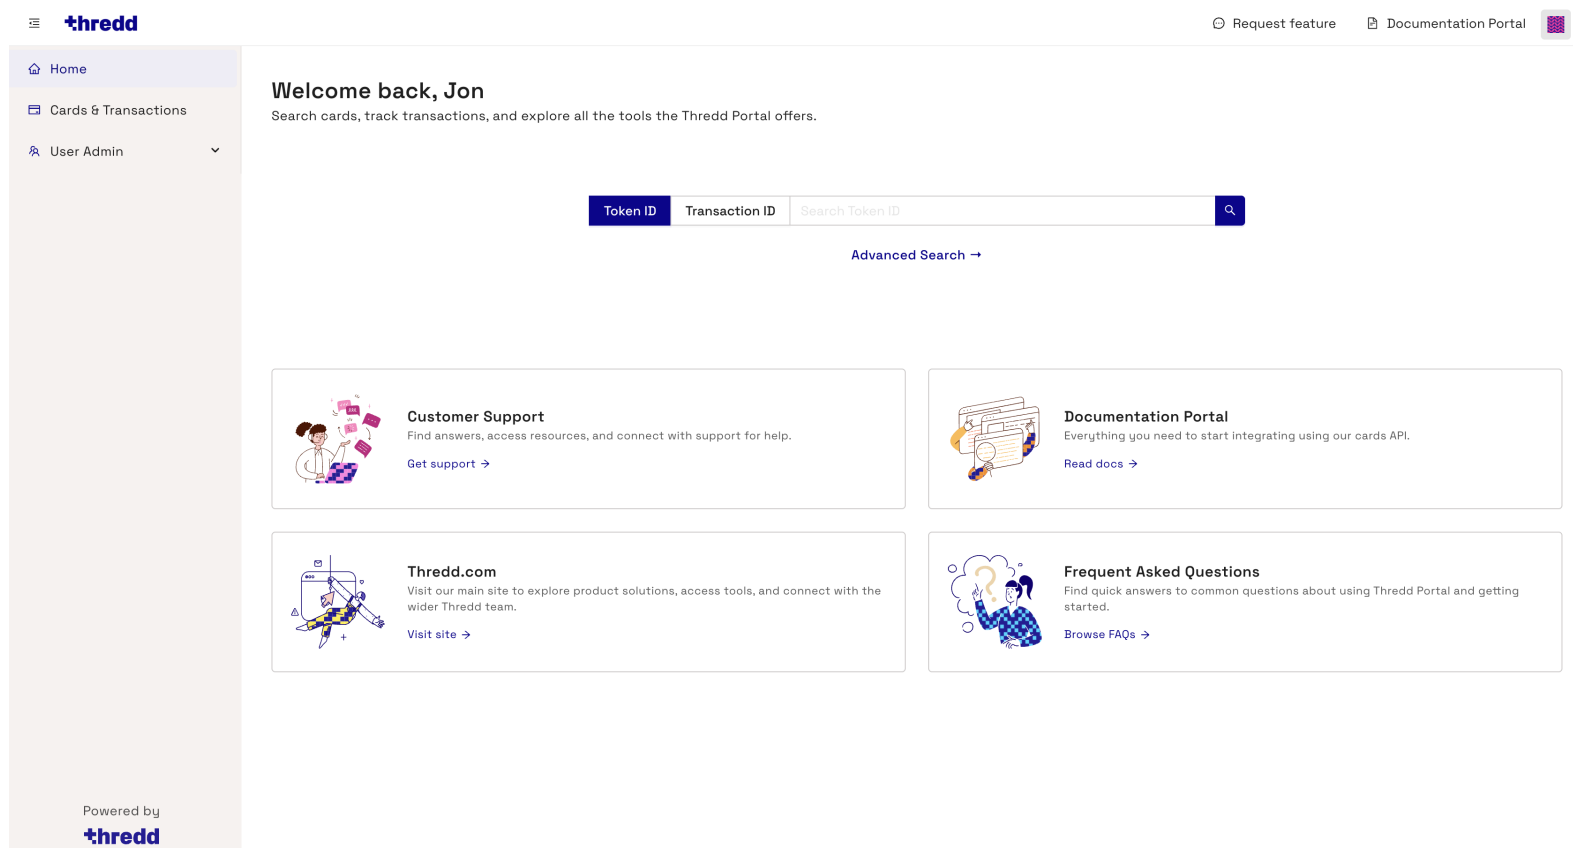 thredd
Request feature
Documentation Portal
Home
Cards & Transactions
User Admin
Welcome back, Jon
Search cards, track transactions, and explore all the tools the Thredd Portal offers.
Token ID
Transaction ID
Search Token ID
Advanced Search →
Customer Support
Find answers, access resources, and connect with support for help.
Get support →
Documentation Portal
Everything you need to start integrating using our cards API.
Read docs →
Thredd.com
Visit our main site to explore product solutions, access tools, and connect with the
wider Thredd team.
Visit site →
Frequent Asked Questions
Find quick answers to common questions about using Thredd Portal and getting
started.
Browse FAQs →
Powered by
thredd